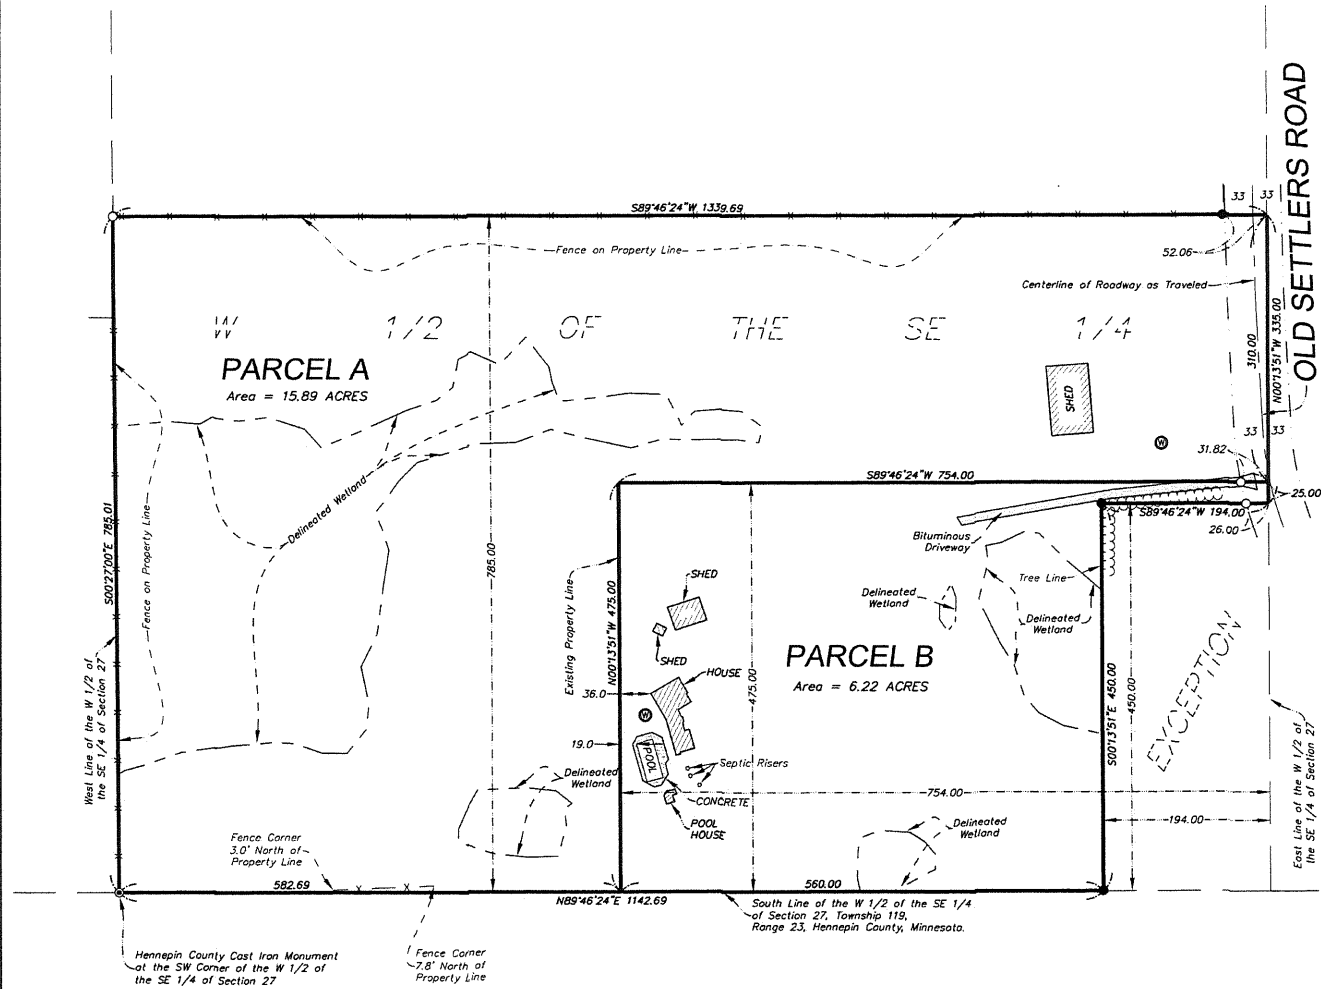 OLD SETTLERS ROAD
33
33
S89°46'24"W 1339.69
Fence on Property Line
52.06
Centerline of Roadway as Traveled
W 1/2 OF THE SE 1/4
N00°13'51"W 335.00
310.00
PARCEL A
Area = 15.89 ACRES
SHED
W
33
33
31.82
S89°46'24"W 754.00
25.00
S89°46'24"W 194.00
26.00
Delineated Wetland
S00°27'00"E 785.01
Fence on Property Line
785.00
Bituminous
Driveway
Existing Property Line
N00°13'51"W 475.00
SHED
Tree Line
Delineated
Wetland
Delineated
Wetland
SHED
HOUSE
PARCEL B
Area = 6.22 ACRES
475.00
36.0
W
19.0
POOL
Septic Risers
CONCRETE
POOL
HOUSE
S00°13'51"E 450.00
450.00
EXCEPTION
West Line of the W 1/2 of
the SE 1/4 of Section 27
East Line of the W 1/2 of
the SE 1/4 of Section 27
Delineated
Wetland
754.00
194.00
Delineated
Wetland
Fence Corner
3.0' North of
Property Line
582.69
560.00
N89°46'24"E 1142.69
South Line of the W 1/2 of the SE 1/4
of Section 27, Township 119,
Range 23, Hennepin County, Minnesota.
Hennepin County Cast Iron Monument
at the SW Corner of the W 1/2 of
the SE 1/4 of Section 27
Fence Corner
7.8' North of
Property Line